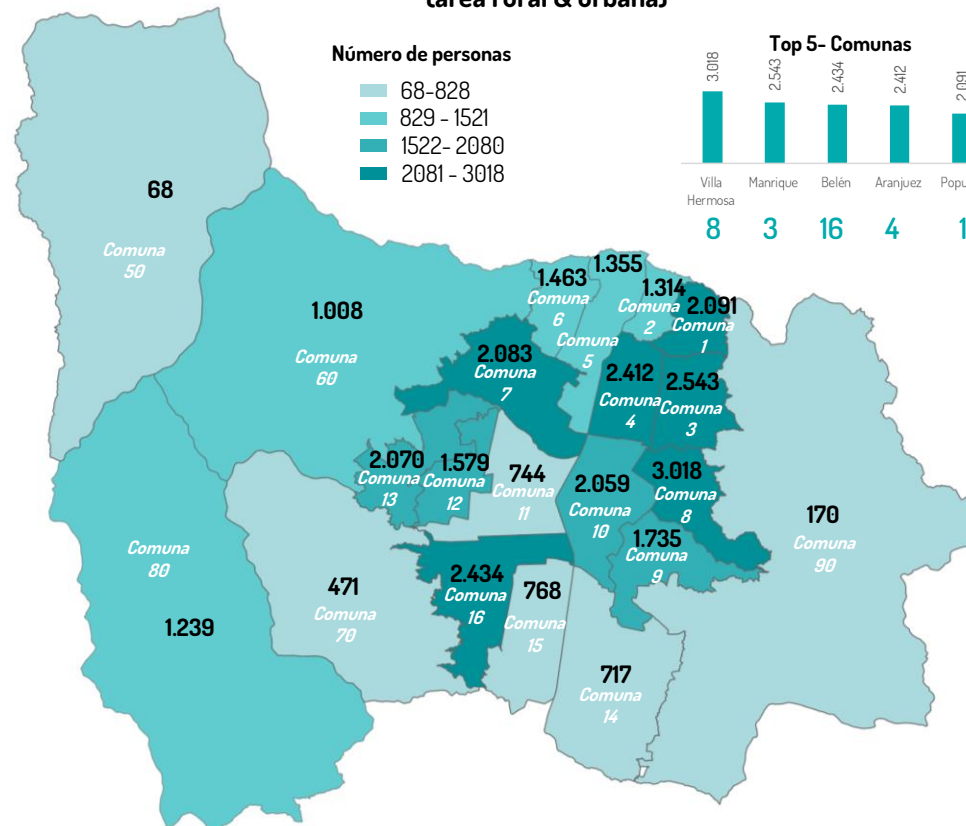 Número de personas
68-828
829 - 1521
1522- 2080
2081 - 3018
Top 5- Comunas
3.018
2.543
2.434
2.412
2.091
Villa
Hermosa
Manrique
Belén
Aranjuez
8
3
16
4
1
68
Comuna
50
1.008
Comuna
60
1.463
Comuna
6
1.355
Comuna
5
1.314
Comuna
2
2.091
Comuna
1
2.083
Comuna
7
2.412
Comuna
4
2.543
Comuna
3
2.070
Comuna
13
1.579
Comuna
12
744
Comuna
11
2.059
Comuna
10
3.018
Comuna
8
1.735
Comuna
9
170
Comuna
90
Comuna
80
1.239
471
Comuna
70
2.434
Comuna
16
768
Comuna
15
717
Comuna
14